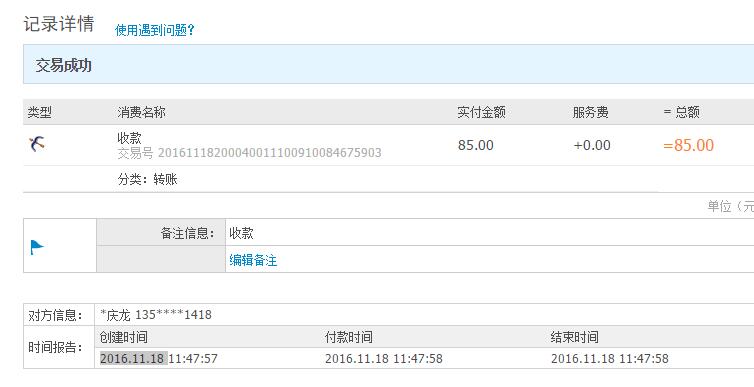 记录详情 使用遇到问题?
交易成功
类型 消费名称 实付金额 服务费 = 总额
收款 85.00 +0.00 =85.00
交易号 20161118200040011100910084675903
分类：转账
单位（元
备注信息： 收款
编辑备注
对方信息： *庆龙 135****1418
时间报告： 创建时间 付款时间 结束时间
2016.11.18 11:47:57 2016.11.18 11:47:58 2016.11.18 11:47:58